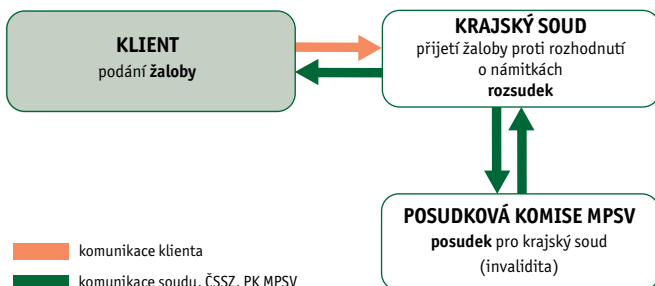 KLIENT
podání žaloby
KRAJSKÝ SOUD
přijetí žaloby proti rozhodnutí
o námitkách
rozsudek
POSUDKOVÁ KOMISE MPSV
posudek pro krajský soud
(invalidita)
komunikace klienta
komunikace soudu, ČSSZ, PK MPSV